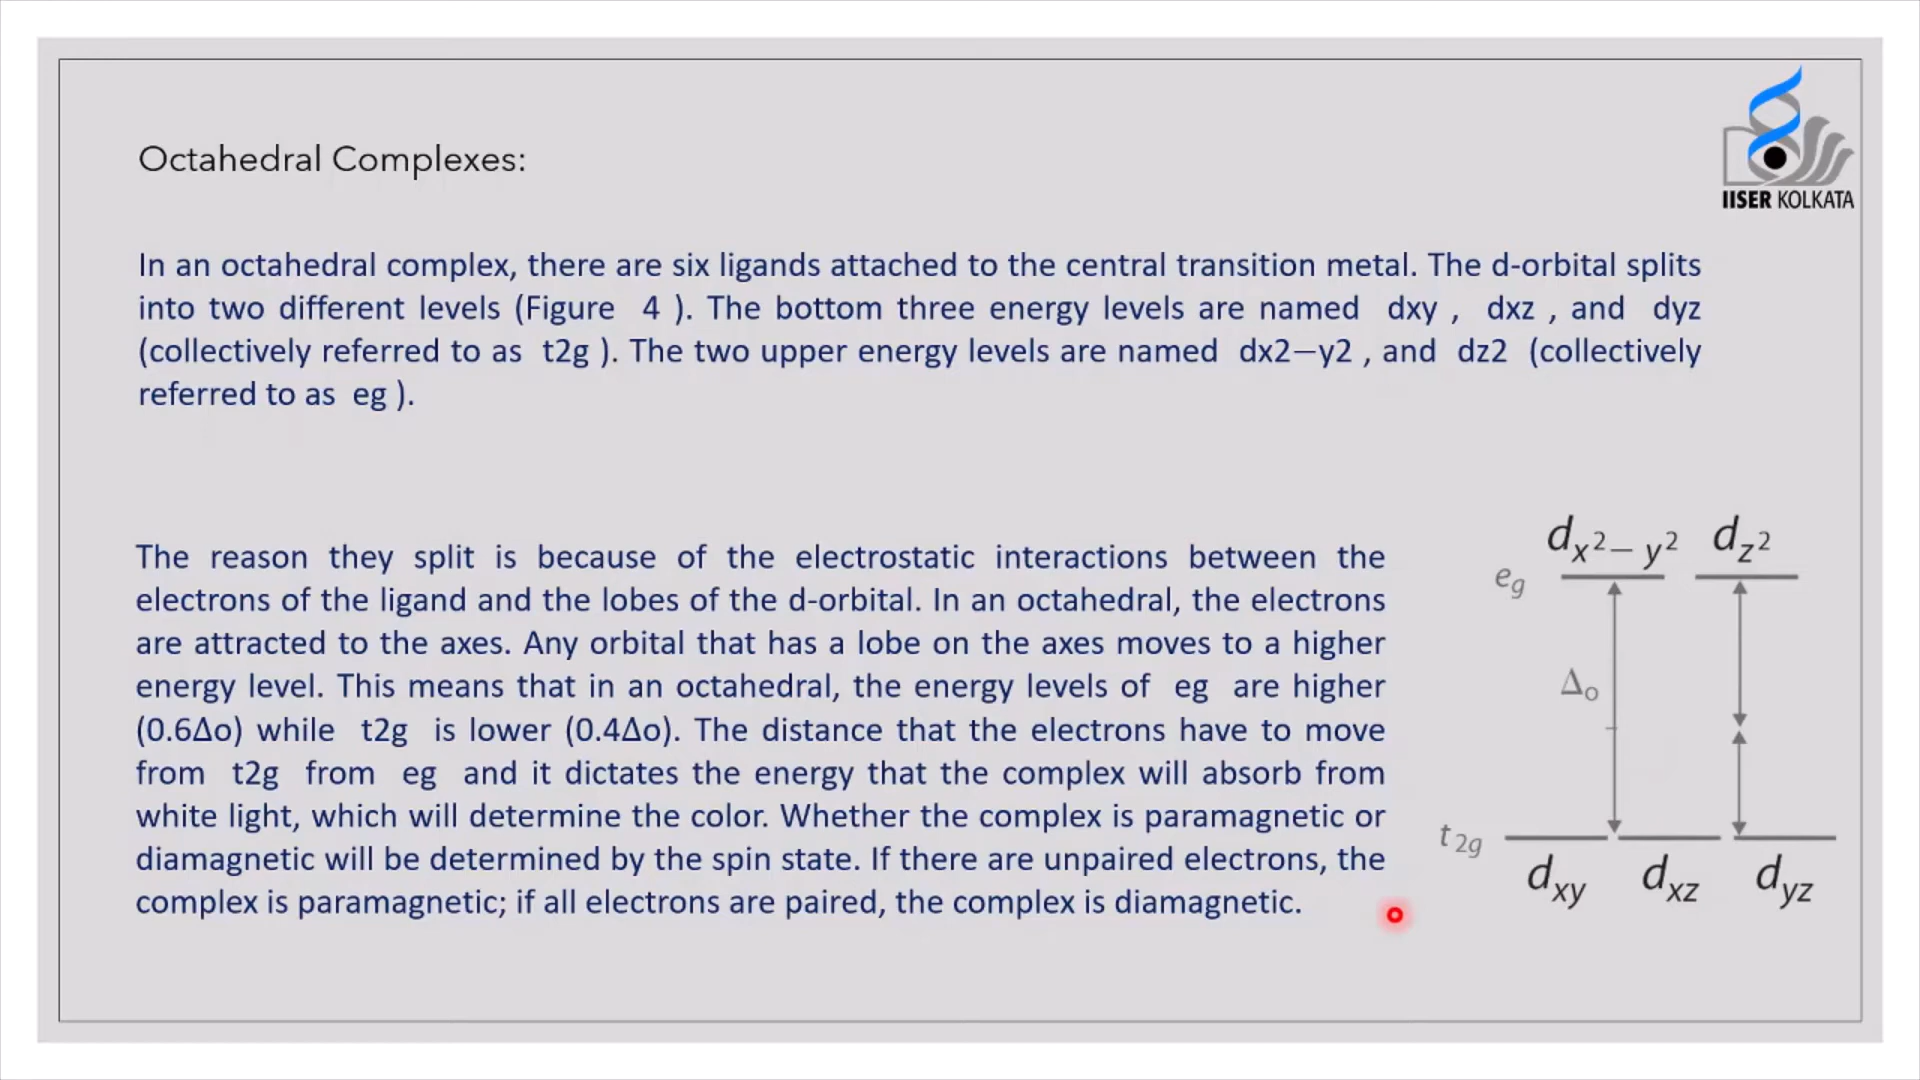 IISER KOLKATA
Octahedral Complexes:
In an octahedral complex, there are six ligands attached to the central transition metal. The d-orbital splits
into two different levels (Figure 4 ). The bottom three energy levels are named dxy , dxz , and dyz
(collectively referred to as t2g ). The two upper energy levels are named dx2−y2 , and dz2 (collectively
referred to as eg ).
The reason they split is because of the electrostatic interactions between the
electrons of the ligand and the lobes of the d-orbital. In an octahedral, the electrons
are attracted to the axes. Any orbital that has a lobe on the axes moves to a higher
energy level. This means that in an octahedral, the energy levels of eg are higher
(0.6Δo) while t2g is lower (0.4Δo). The distance that the electrons have to move
from t2g from eg and it dictates the energy that the complex will absorb from
white light, which will determine the color. Whether the complex is paramagnetic or
diamagnetic will be determined by the spin state. If there are unpaired electrons, the
complex is paramagnetic; if all electrons are paired, the complex is diamagnetic.
dx²− y² dz²
eg
Δo
t2g
dxy dxz dyz